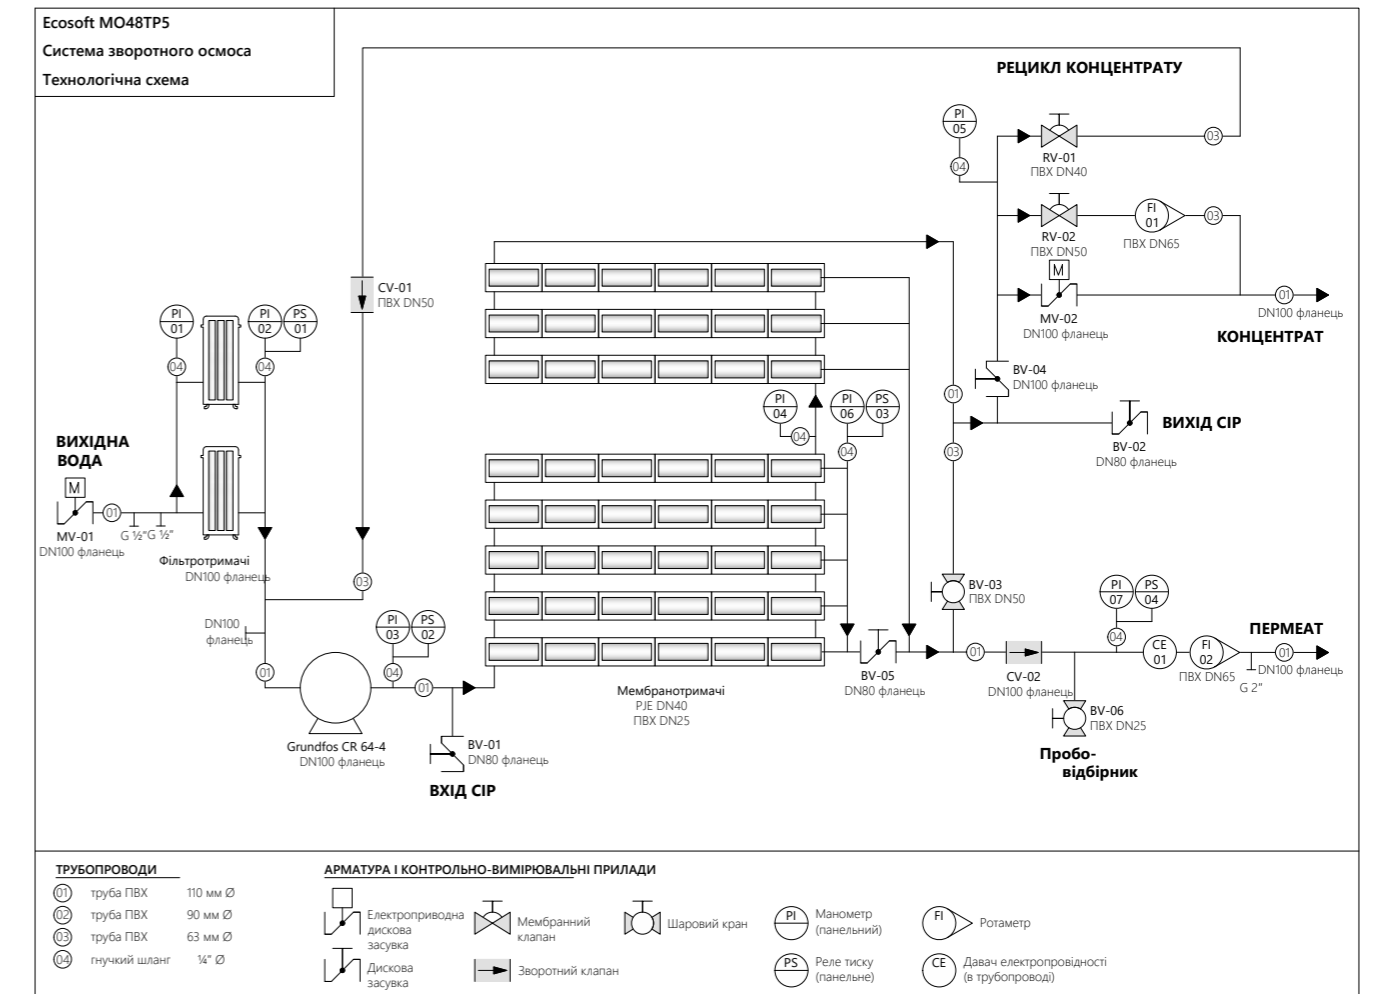 Ecosoft MO48TP5
Система зворотного осмоса
Технологічна схема
РЕЦИКЛ КОНЦЕНТРАТУ
PI
05
04
RV-01
ПВХ DN40
03
RV-02
ПВХ DN50
FI
01
ПВХ DN65
03
M
MV-02
DN100 фланець
01
DN100 фланець
КОНЦЕНТРАТ
CV-01
ПВХ DN50
PI
01
04
PI
02
PS
01
04
BV-04
DN100 фланець
01
03
BV-02
DN80 фланець
ВИХІД CIP
PI
04
04
PI
06
PS
03
04
ВИХІДНА
ВОДА
M
MV-01
DN100 фланець
01
G ½"
G ½"
Фільтротримачі
DN100 фланець
03
DN100
фланець
01
PI
03
PS
02
04
01
Grundfos CR 64-4
DN100 фланець
BV-01
DN80 фланець
ВХІД CIP
Мембранотримачі
PJE DN40
ПВХ DN25
BV-05
DN80 фланець
BV-03
ПВХ DN50
01
CV-02
DN100 фланець
PI
07
PS
04
04
CE
01
FI
02
ПВХ DN65
G 2"
01
DN100 фланець
ПЕРМЕАТ
BV-06
ПВХ DN25
Пробо-
відбірник
ТРУБОПРОВОДИ
01 труба ПВХ 110 мм Ø
02 труба ПВХ 90 мм Ø
03 труба ПВХ 63 мм Ø
04 гнучкий шланг ¼" Ø
АРМАТУРА І КОНТРОЛЬНО-ВИМІРЮВАЛЬНІ ПРИЛАДИ
Електроприводна
дискова
засувка
Дискова
засувка
Мембранний
клапан
Зворотний клапан
Шаровий кран
PI
Манометр
(панельний)
PS
Реле тиску
(панельне)
FI
Ротаметр
CE
Давач електропровідності
(в трубопроводі)